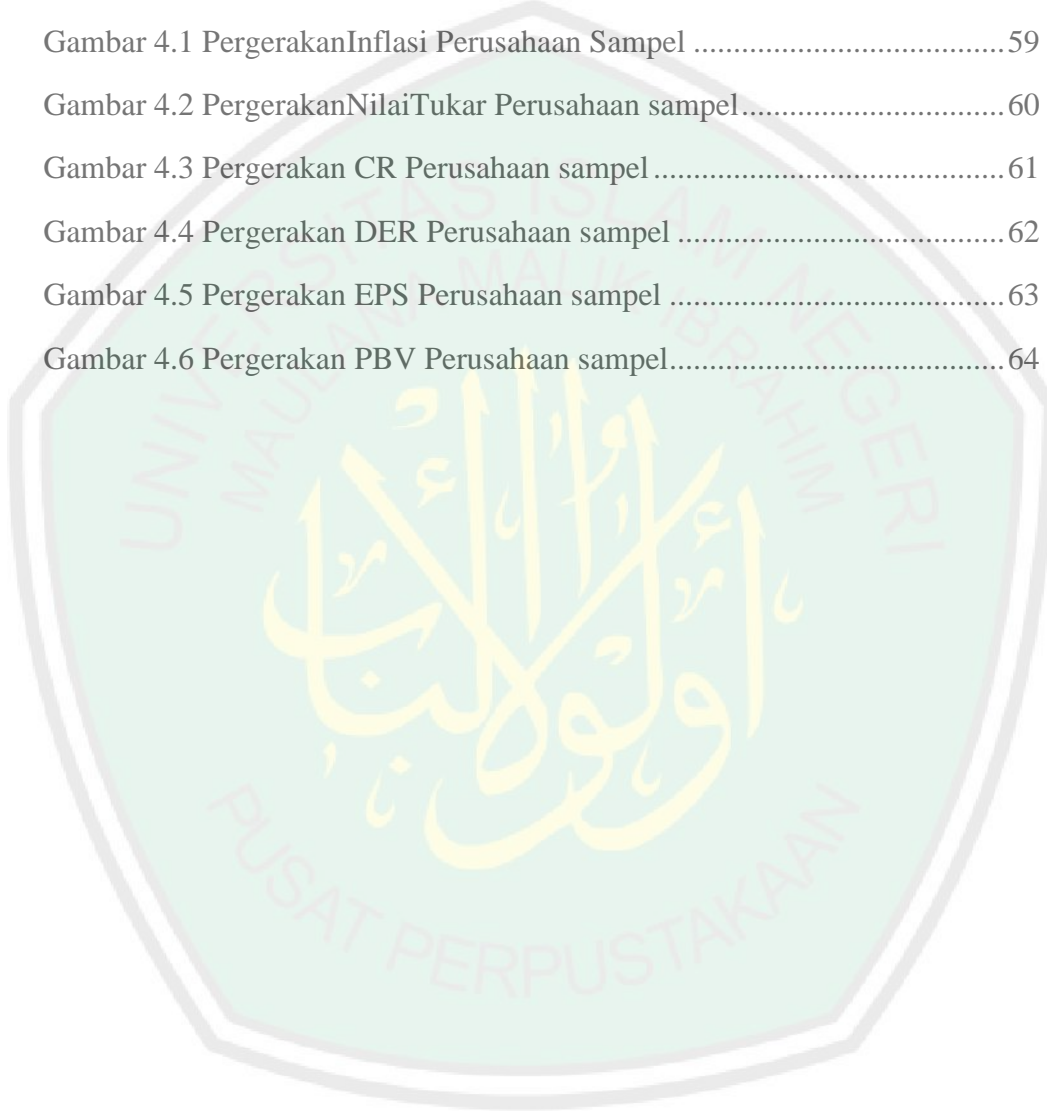 Gambar 4.1 PergerakanInflasi Perusahaan Sampel ........................................ 59
Gambar 4.2 PergerakanNilaiTukar Perusahaan sampel.................................. 60
Gambar 4.3 Pergerakan CR Perusahaan sampel ............................................. 61
Gambar 4.4 Pergerakan DER Perusahaan sampel .......................................... 62
Gambar 4.5 Pergerakan EPS Perusahaan sampel ........................................... 63
Gambar 4.6 Pergerakan PBV Perusahaan sampel........................................... 64
UNIVERSITAS ISLAM NEGERI
MAULANA MALIK IBRAHIM
أولوا الألباب
PUSAT PERPUSTAKAAN